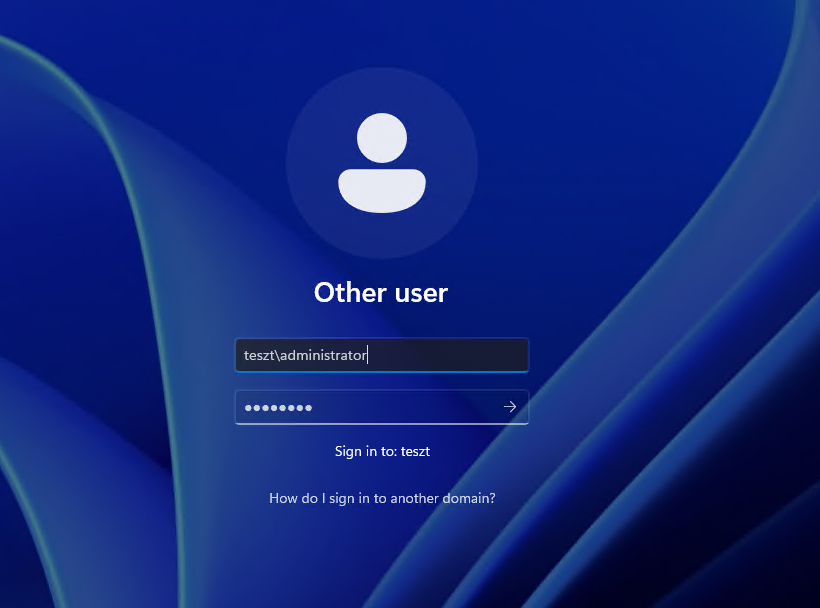 Other user
teszt\administrator
●●●●●●●●
Sign in to: teszt
How do I sign in to another domain?